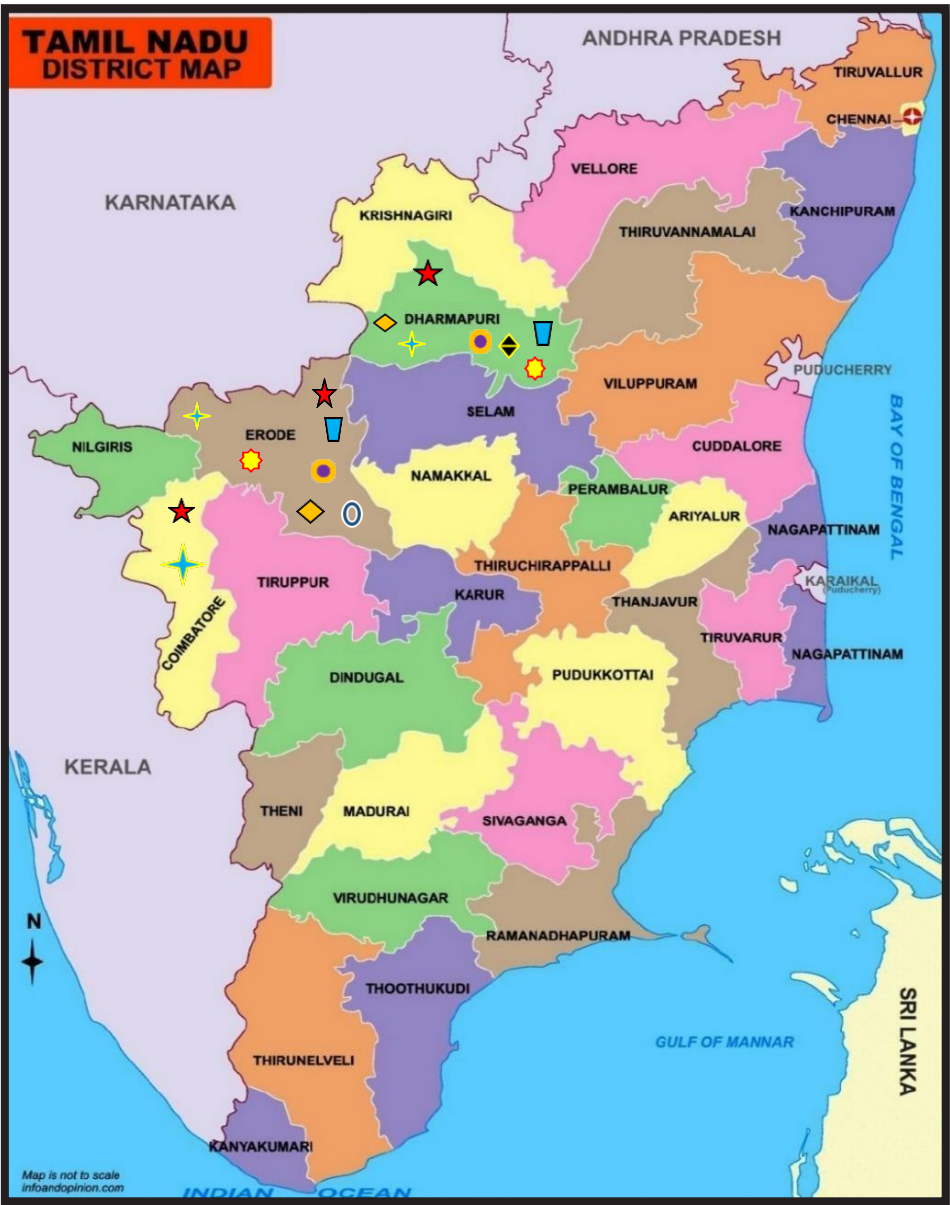 TAMIL NADU
DISTRICT MAP
ANDHRA PRADESH
TIRUVALLUR
CHENNAI
VELLORE
KARNATAKA
KRISHNAGIRI
KANCHIPURAM
THIRUVANNAMALAI
DHARMAPURI
PUDUCHERRY
VILUPPURAM
SELAM
ERODE
NILGIRIS
CUDDALORE
BAY OF BENGAL
NAMAKKAL
PERAMBALUR
ARIYALUR
NAGAPATTINAM
THIRUCHIRAPPALLI
TIRUPPUR
KARAIKAL
(Puducherry)
KARUR
THANJAVUR
COIMBATORE
TIRUVARUR
NAGAPATTINAM
DINDUGAL
PUDUKKOTTAI
KERALA
THENI
MADURAI
SIVAGANGA
VIRUDHUNAGAR
N
RAMANADHAPURAM
THOOTHUKUDI
SRI LANKA
GULF OF MANNAR
THIRUNELVELI
KANYAKUMARI
Map is not to scale
infoandopinion.com
INDIAN OCEAN